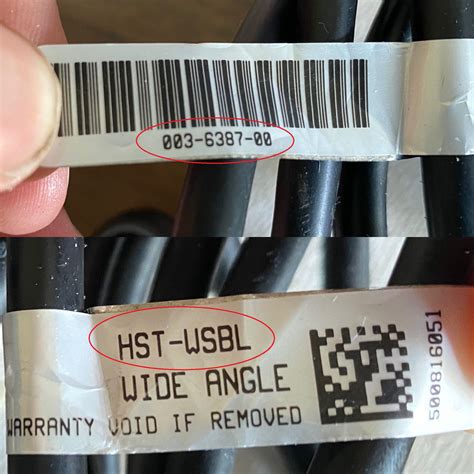 003-6387-00
HST-WSBL
WIDE ANGLE
WARRANTY VOID IF REMOVED
500816051